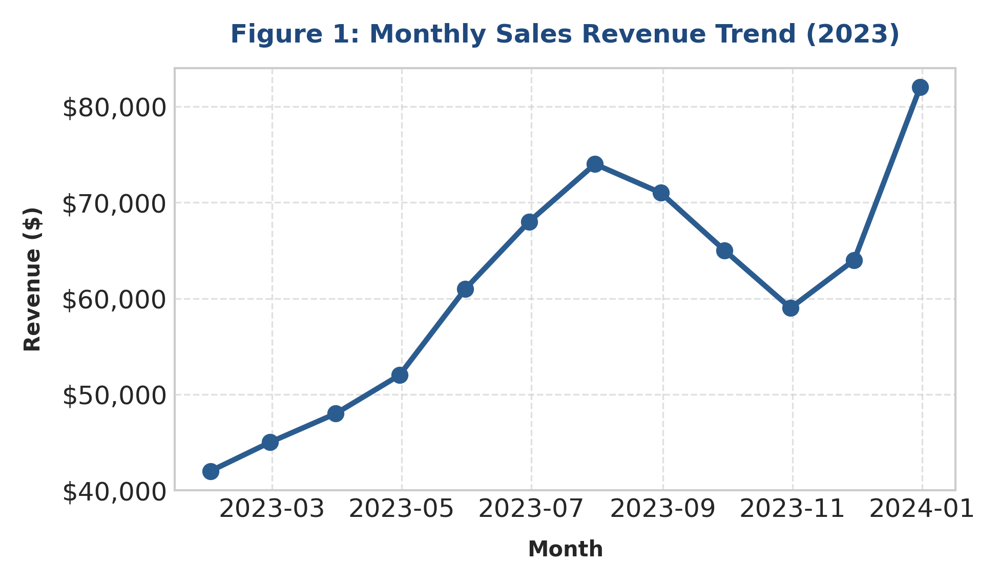 Figure 1: Monthly Sales Revenue Trend (2023)
$80,000
$70,000
$60,000
$50,000
$40,000
Revenue ($)
2023-03 2023-05 2023-07 2023-09 2023-11 2024-01
Month